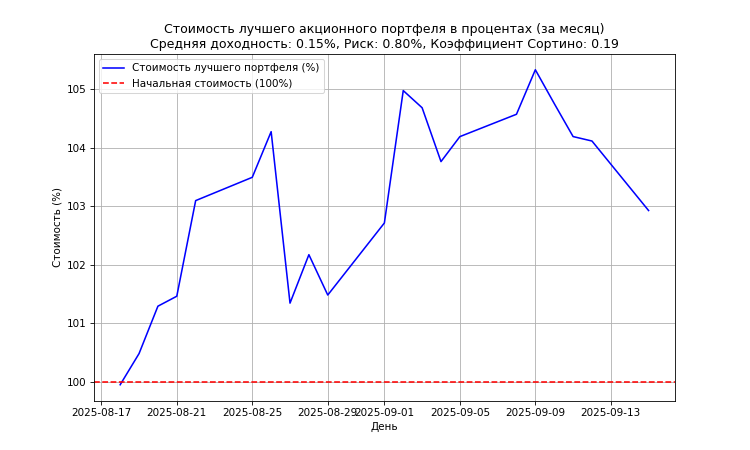 Стоимость лучшего акционного портфеля в процентах (за месяц)
Средняя доходность: 0.15%, Риск: 0.80%, Коэффициент Сортино: 0.19
Стоимость лучшего портфеля (%)
Начальная стоимость (100%)
Стоимость (%)
105
104
103
102
101
100
2025-08-17 2025-08-21 2025-08-25 2025-08-29 2025-09-01 2025-09-05 2025-09-09 2025-09-13
День